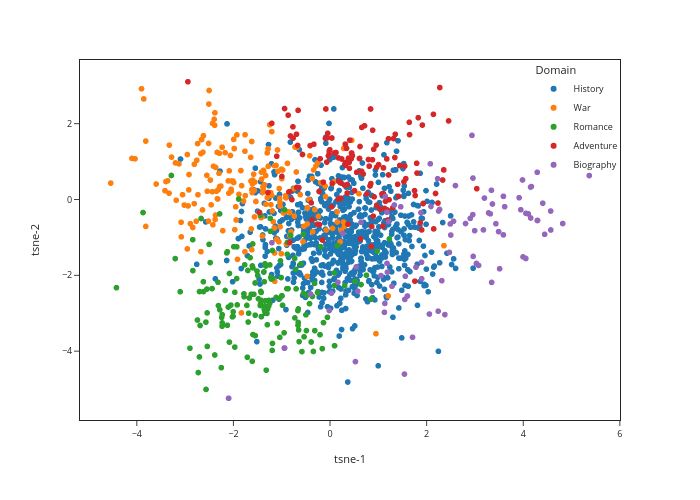 Domain
History
War
Romance
Adventure
Biography
2
0
−2
−4
−4
−2
0
2
4
6
tsne-1
tsne-2